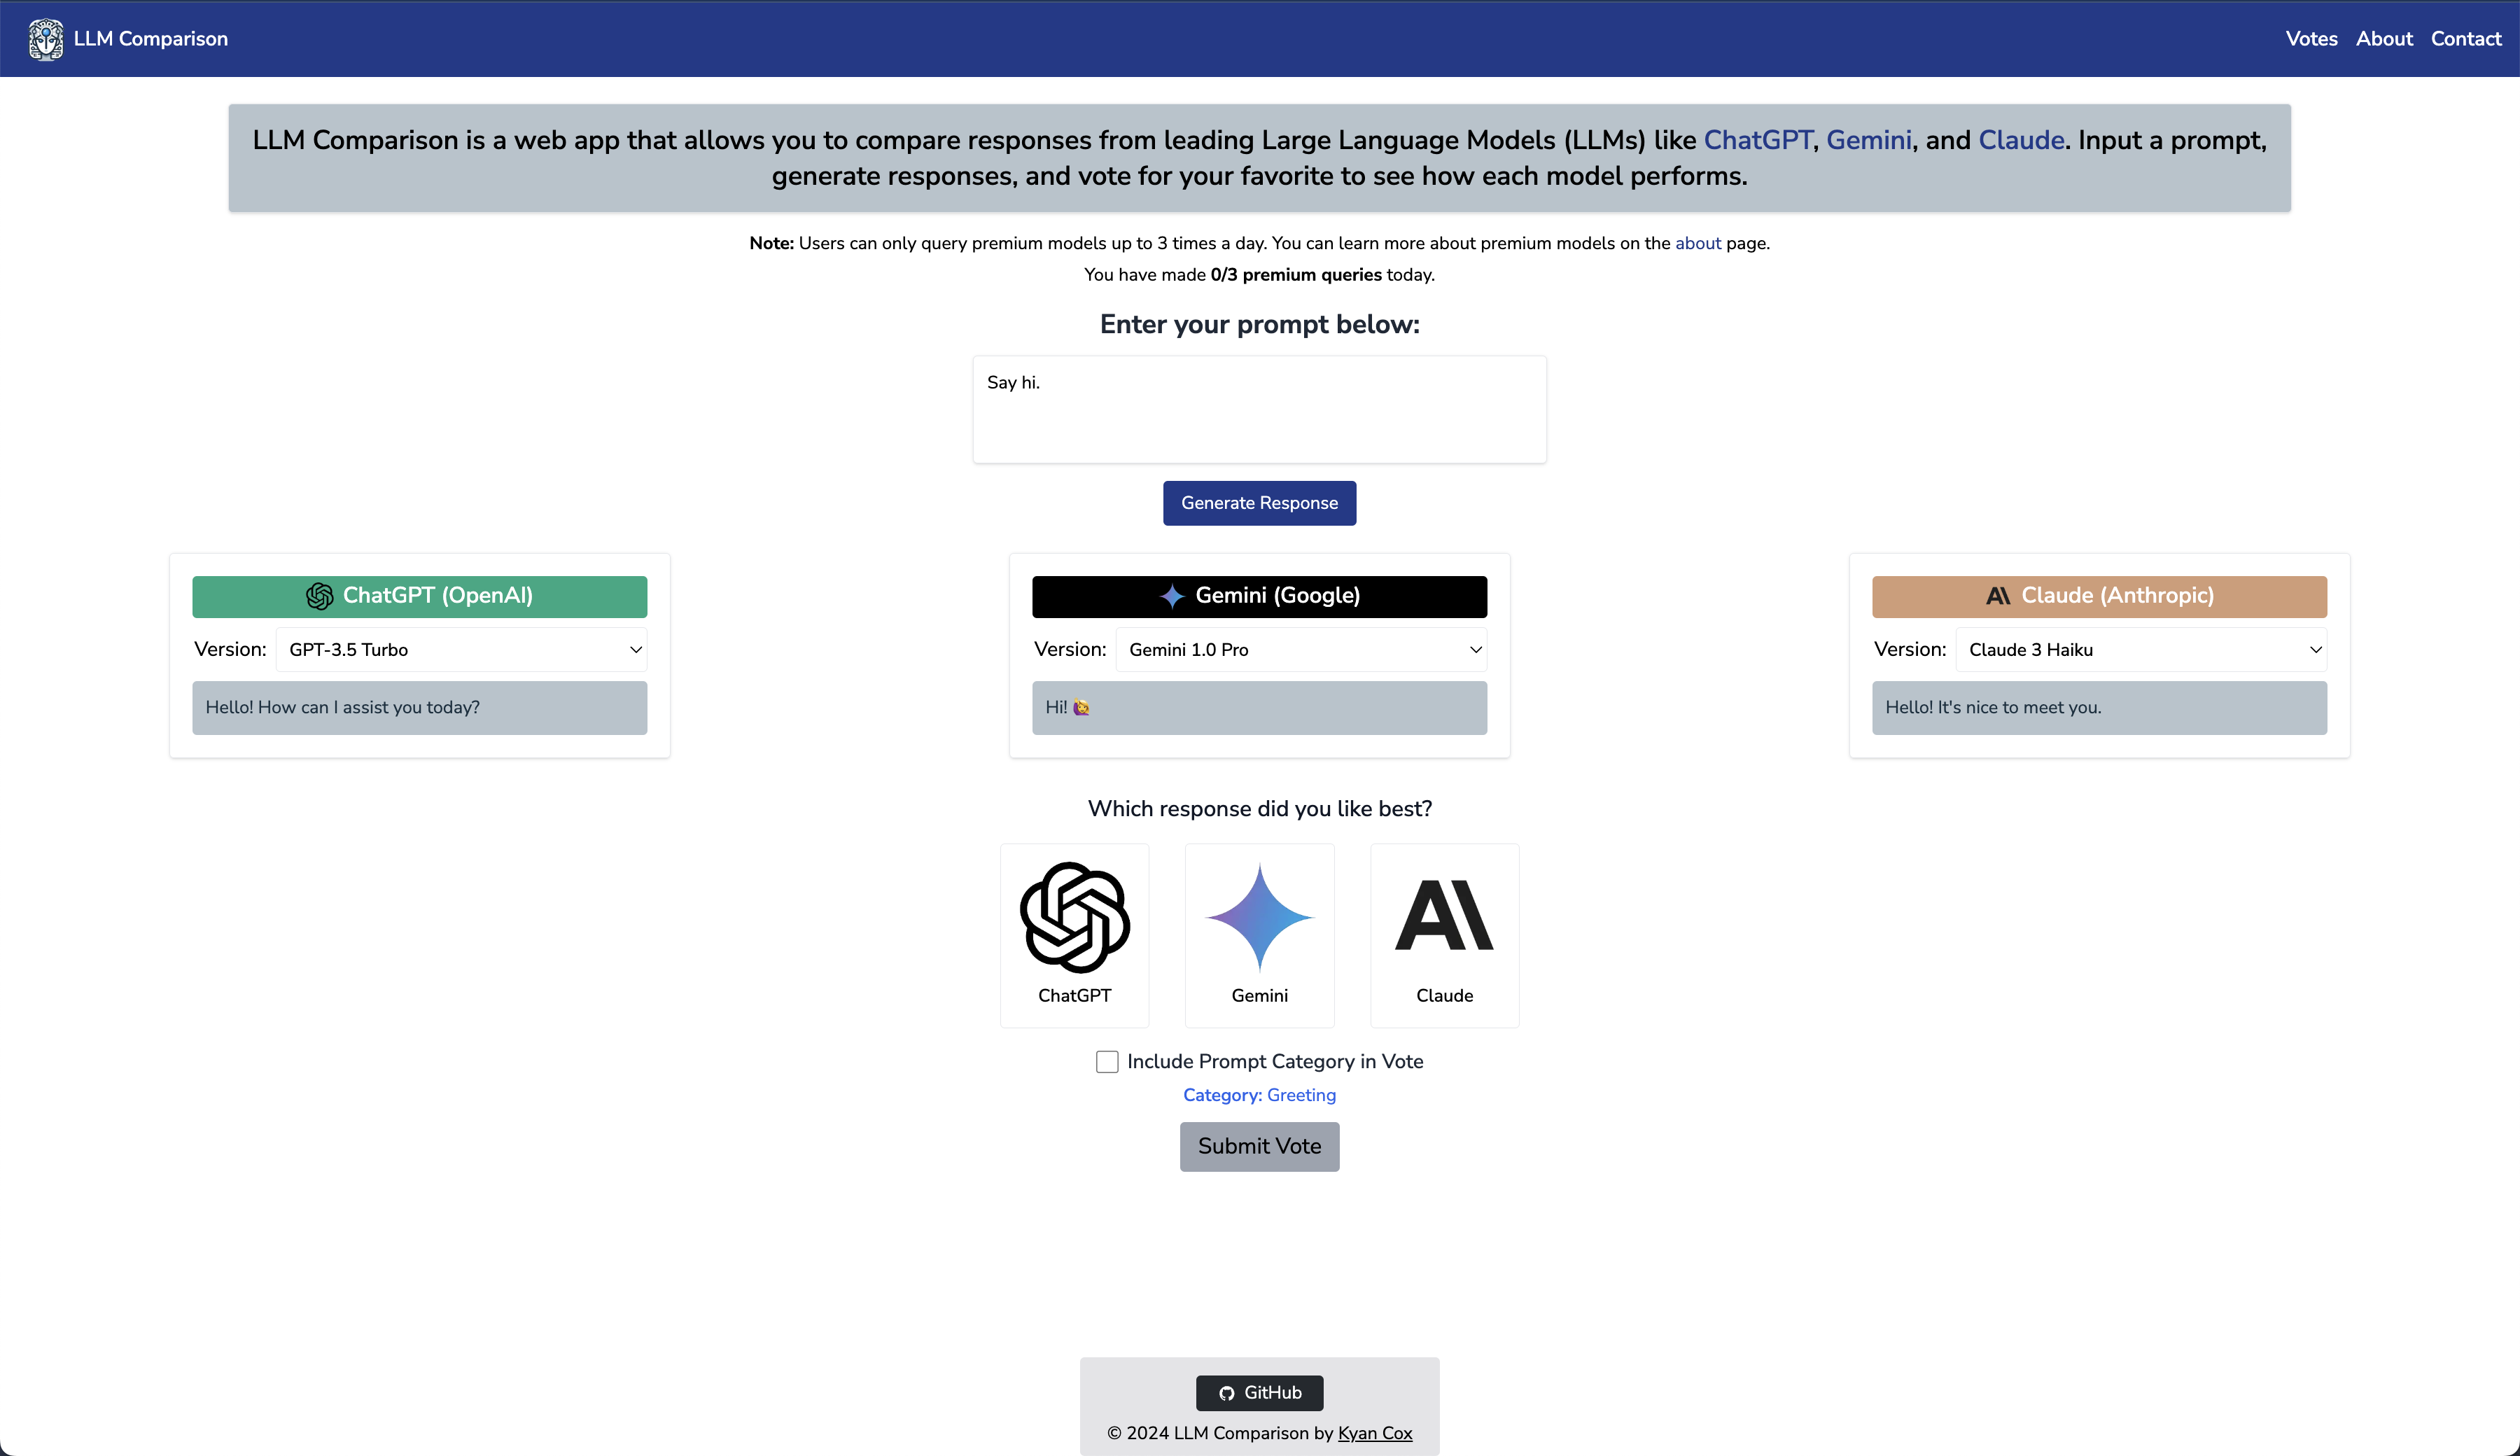 LLM Comparison
Votes About Contact
LLM Comparison is a web app that allows you to compare responses from leading Large Language Models (LLMs) like ChatGPT, Gemini, and Claude. Input a prompt,
generate responses, and vote for your favorite to see how each model performs.
Note: Users can only query premium models up to 3 times a day. You can learn more about premium models on the about page.
You have made 0/3 premium queries today.
Enter your prompt below:
Say hi.
Generate Response
ChatGPT (OpenAI)
Version: GPT-3.5 Turbo
Hello! How can I assist you today?
Gemini (Google)
Version: Gemini 1.0 Pro
Hi! 🙋
Claude (Anthropic)
Version: Claude 3 Haiku
Hello! It's nice to meet you.
Which response did you like best?
ChatGPT
Gemini
Claude
Include Prompt Category in Vote
Category: Greeting
Submit Vote
GitHub
© 2024 LLM Comparison by Kyan Cox